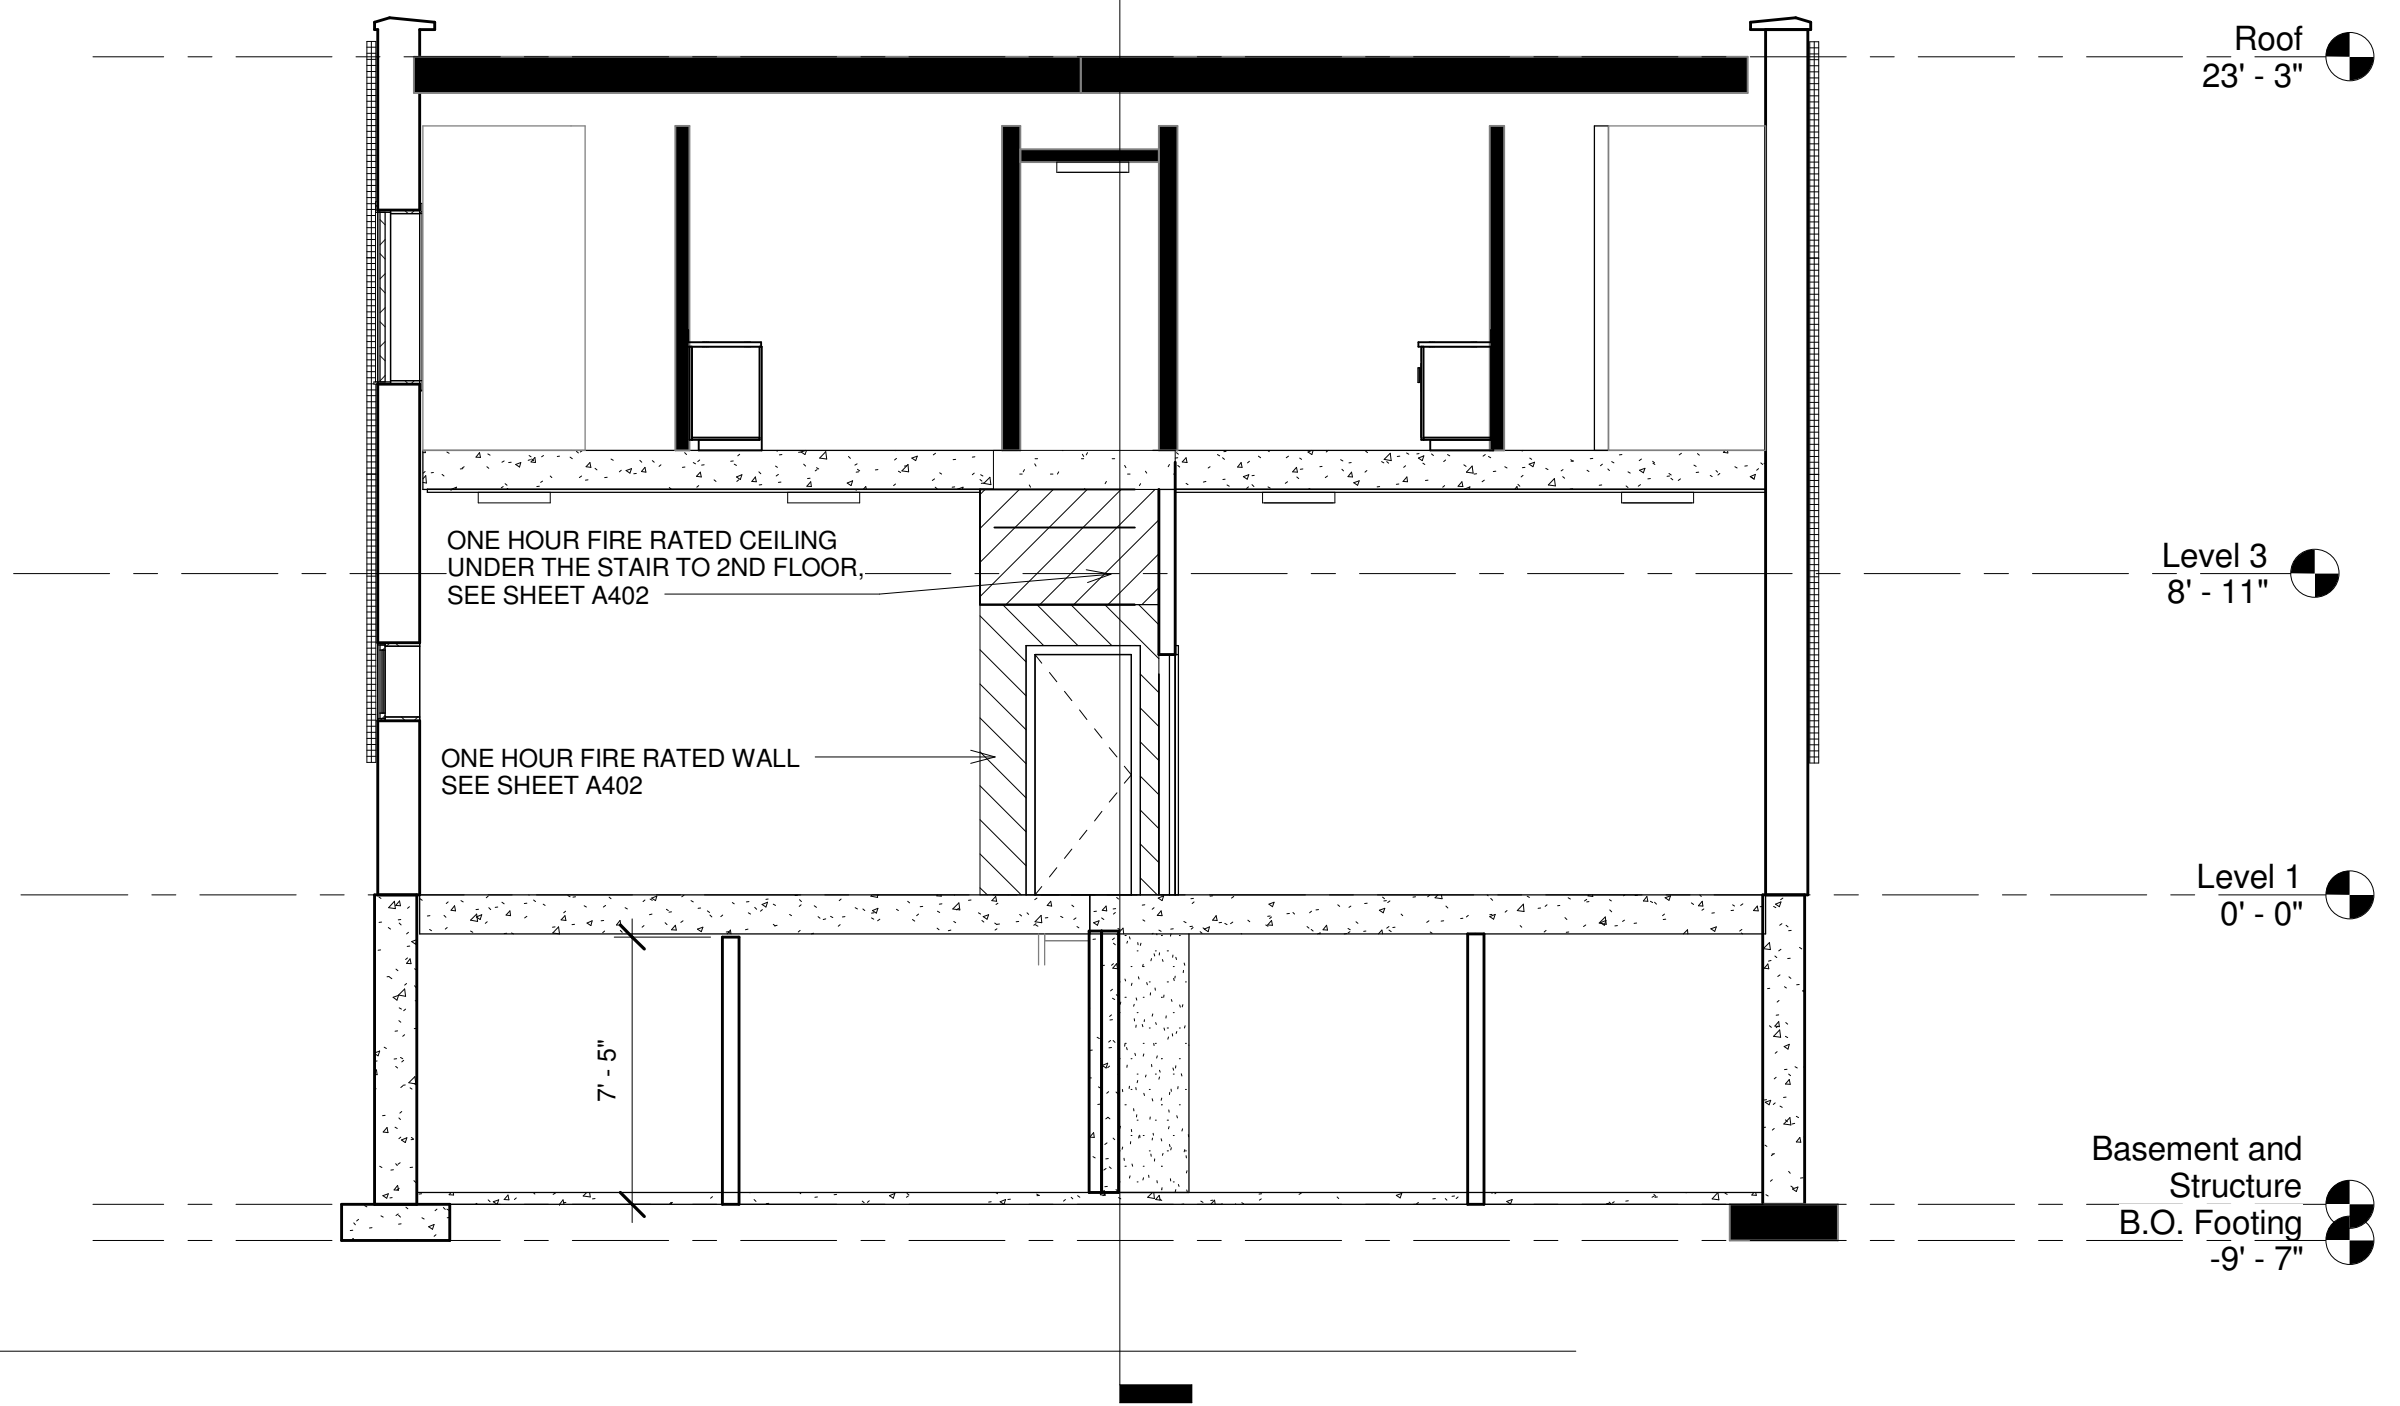 Roof
23' - 3"
ONE HOUR FIRE RATED CEILING
UNDER THE STAIR TO 2ND FLOOR,
SEE SHEET A402
Level 3
8' - 11"
ONE HOUR FIRE RATED WALL
SEE SHEET A402
Level 1
0' - 0"
7' - 5"
Basement and
Structure
B.O. Footing
-9' - 7"